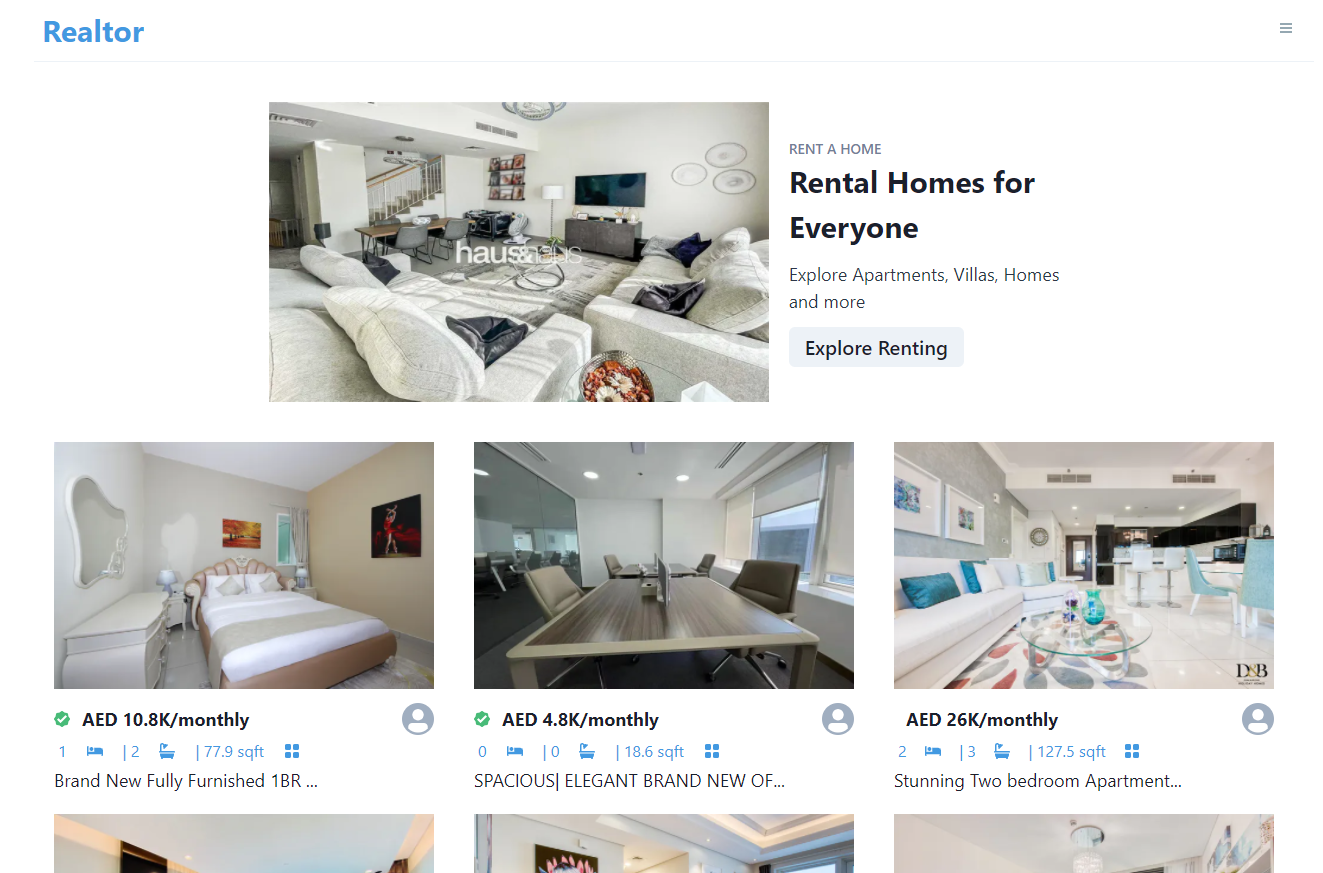 Realtor
haus&haus
RENT A HOME
Rental Homes for
Everyone
Explore Apartments, Villas, Homes
and more
Explore Renting
D&B
AED 10.8K/monthly
1 | 2 | 77.9 sqft
Brand New Fully Furnished 1BR ...
AED 4.8K/monthly
0 | 0 | 18.6 sqft
SPACIOUS| ELEGANT BRAND NEW OF...
AED 26K/monthly
2 | 3 | 127.5 sqft
Stunning Two bedroom Apartment...